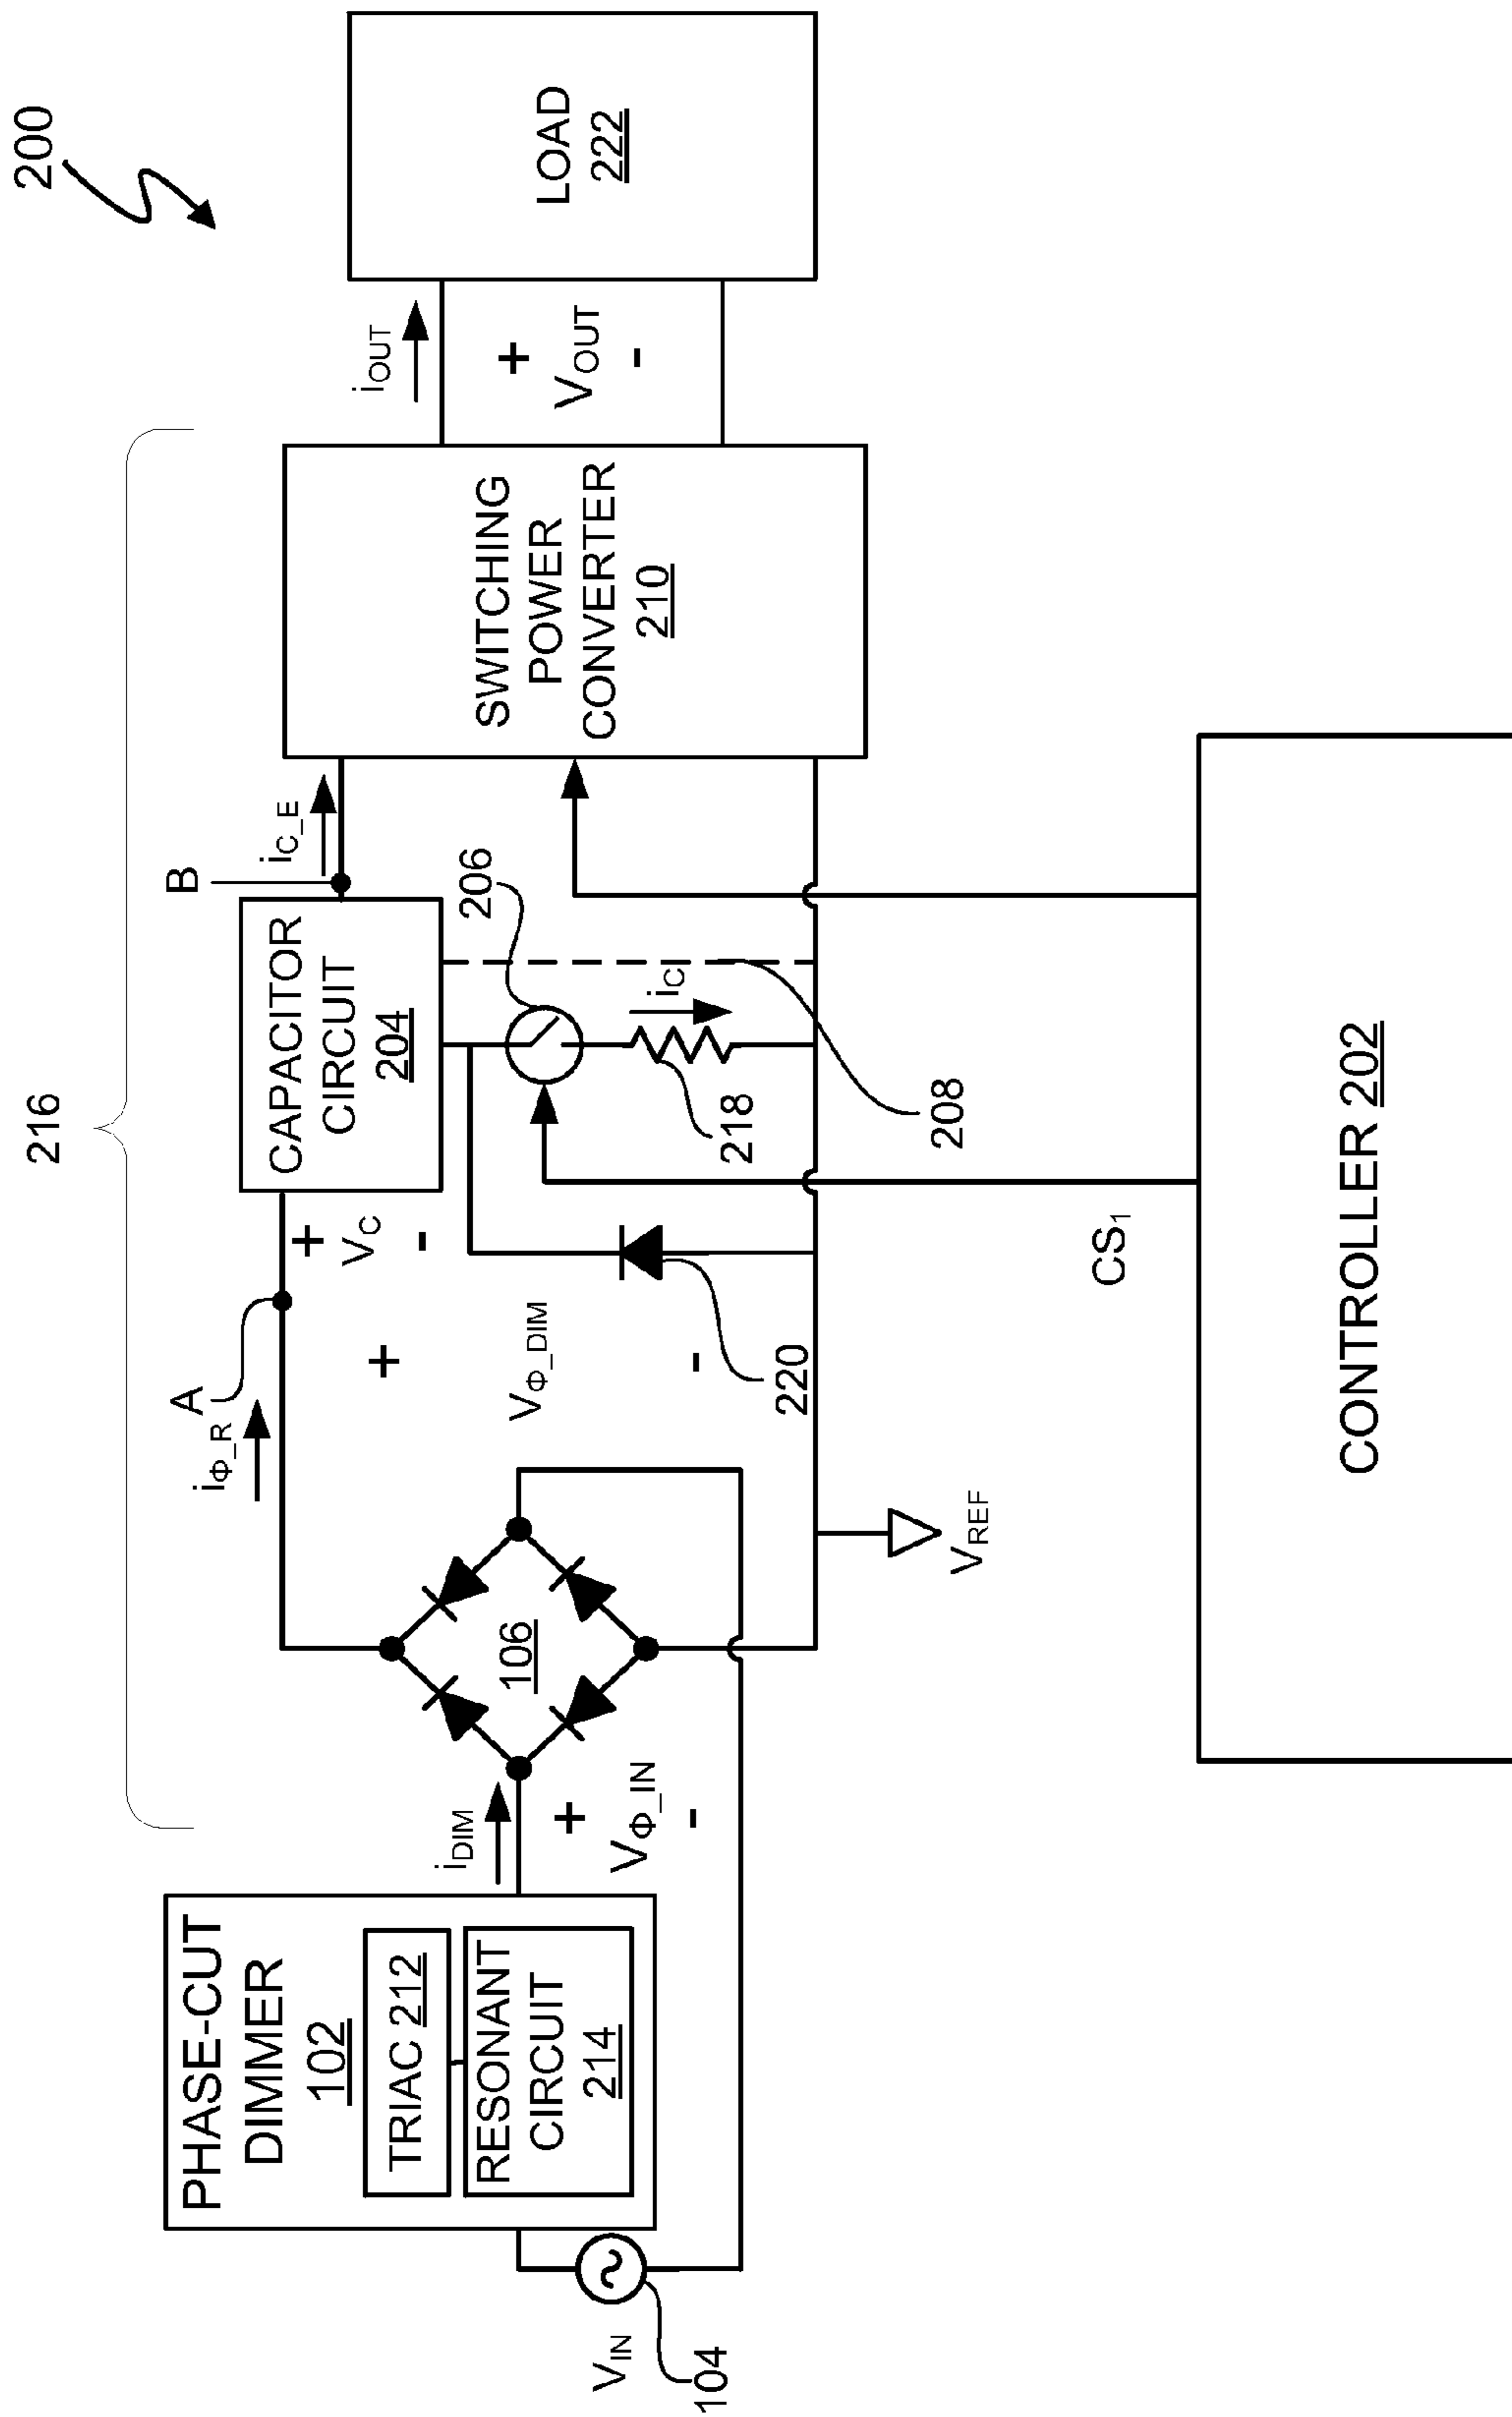 200
216
PHASE-CUT
DIMMER
102
TRIAC 212
RESONANT
CIRCUIT
214
VIN
104
iDIM
+
VΦ_IN
-
106
iΦ_R
A
+
VΦ_DIM
-
+
VC
-
CAPACITOR
CIRCUIT
204
B
iC_E
206
iC
218
208
220
VREF
SWITCHING
POWER
CONVERTER
210
iOUT
+
VOUT
-
LOAD
222
CS1
CONTROLLER 202